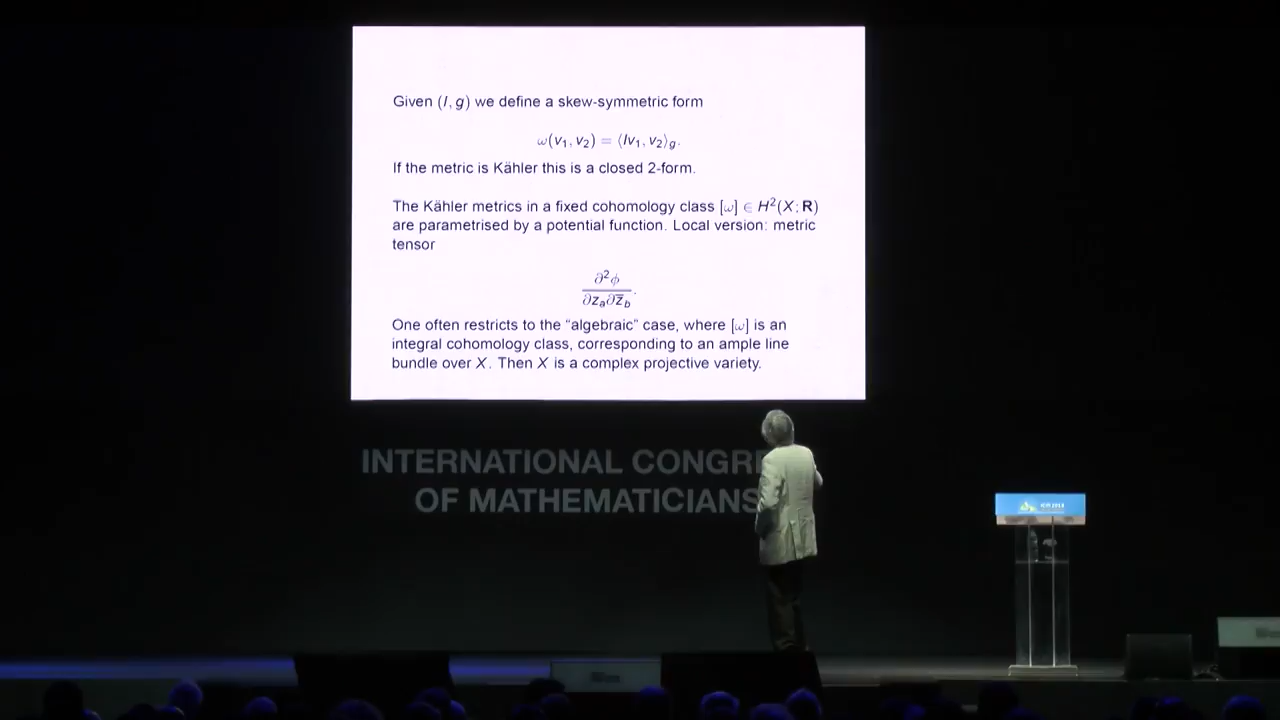 Given (I, g) we define a skew-symmetric form
ω(v₁, v₂) = ⟨Iv₁, v₂⟩_g.
If the metric is Kähler this is a closed 2-form.
The Kähler metrics in a fixed cohomology class [ω] ∈ H²(X; R)
are parametrised by a potential function. Local version: metric
tensor
∂²φ
∂z_a∂z̅_b.
One often restricts to the “algebraic” case, where [ω] is an
integral cohomology class, corresponding to an ample line
bundle over X. Then X is a complex projective variety.
INTERNATIONAL CONGRE
OF MATHEMATICIANS